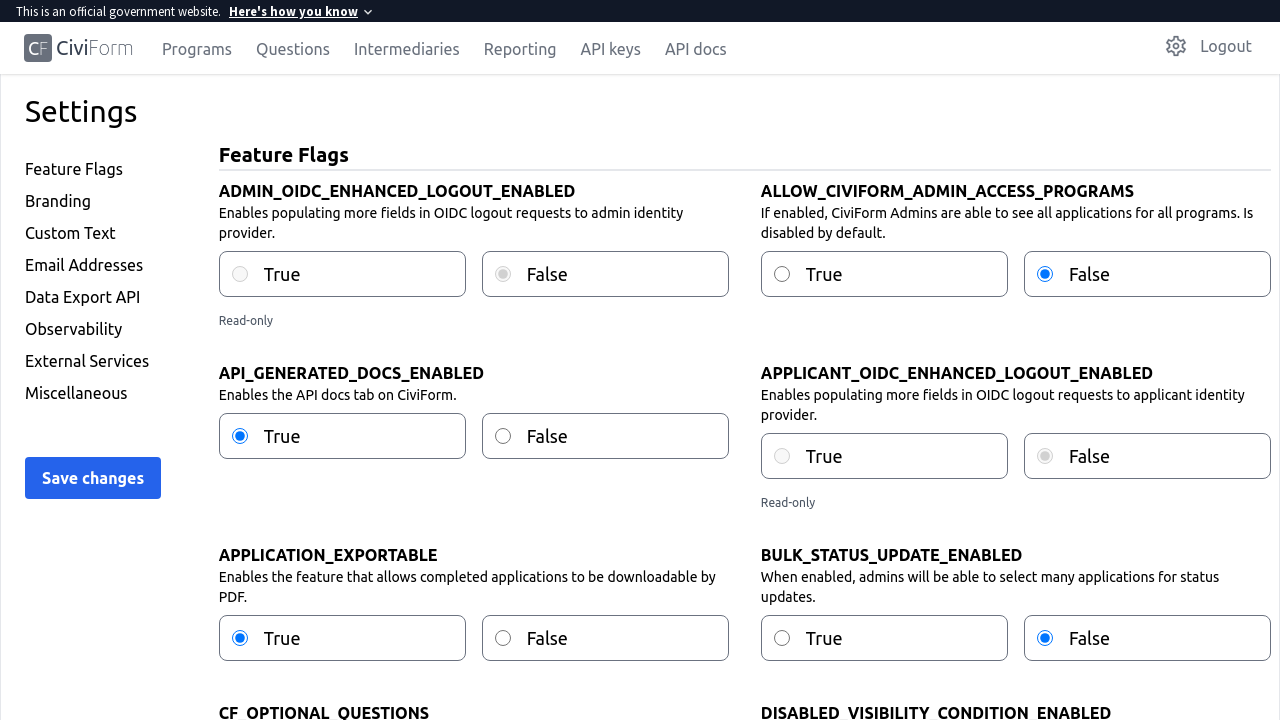 This is an official government website. Here's how you know
CF CiviForm Programs Questions Intermediaries Reporting API keys API docs Logout
Settings
Feature Flags
Branding
Custom Text
Email Addresses
Data Export API
Observability
External Services
Miscellaneous
Save changes
Feature Flags
ADMIN_OIDC_ENHANCED_LOGOUT_ENABLED
Enables populating more fields in OIDC logout requests to admin identity
provider.
True False
Read-only
ALLOW_CIVIFORM_ADMIN_ACCESS_PROGRAMS
If enabled, CiviForm Admins are able to see all applications for all programs. Is
disabled by default.
True False
API_GENERATED_DOCS_ENABLED
Enables the API docs tab on CiviForm.
True False
APPLICANT_OIDC_ENHANCED_LOGOUT_ENABLED
Enables populating more fields in OIDC logout requests to applicant identity
provider.
True False
Read-only
APPLICATION_EXPORTABLE
Enables the feature that allows completed applications to be downloadable by
PDF.
True False
BULK_STATUS_UPDATE_ENABLED
When enabled, admins will be able to select many applications for status
updates.
True False
CF_OPTIONAL_QUESTIONS
DISABLED_VISIBILITY_CONDITION_ENABLED